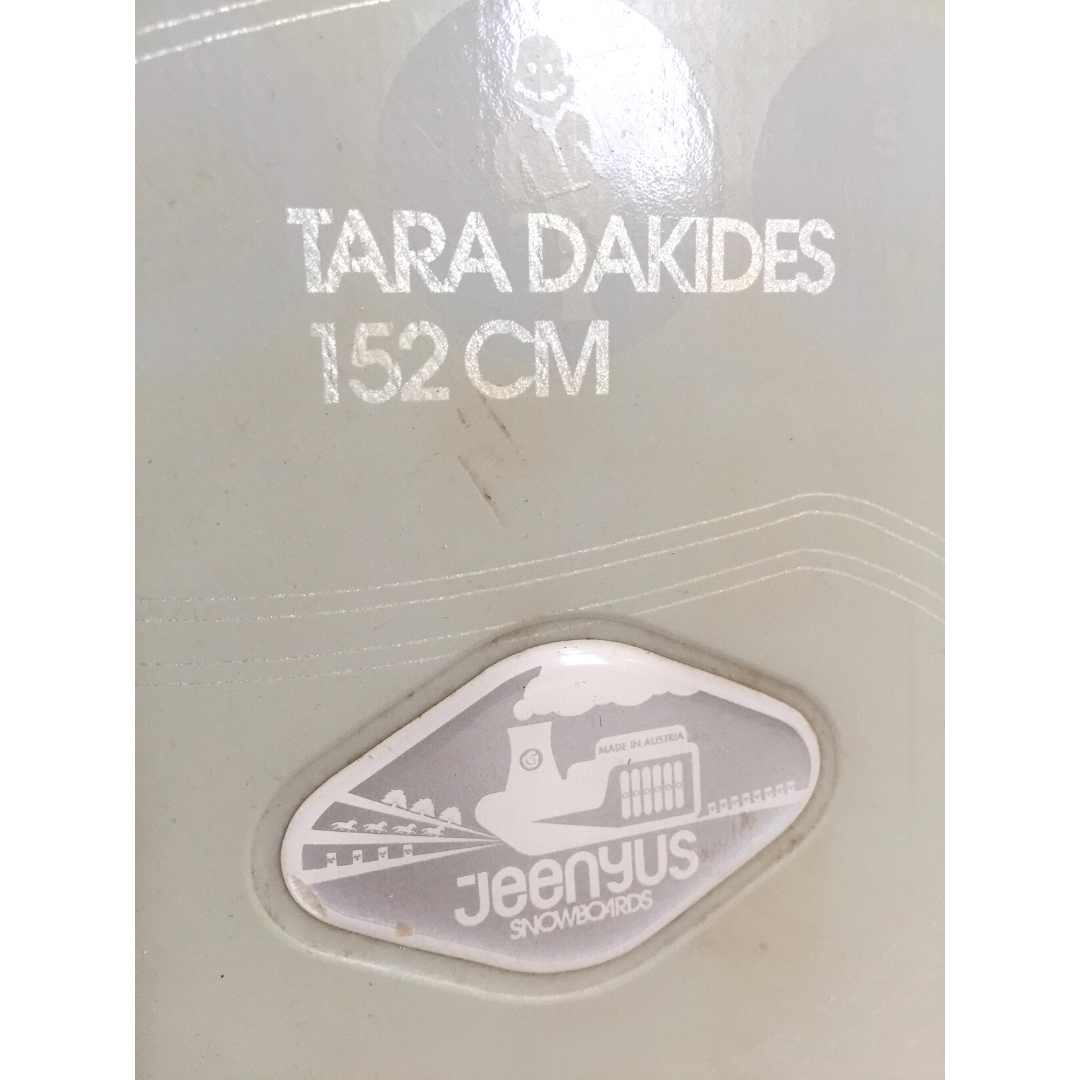 TARA DAKIDES
152 CM
MADE IN AUSTRIA
JEENYUS
SNOWBOARDS